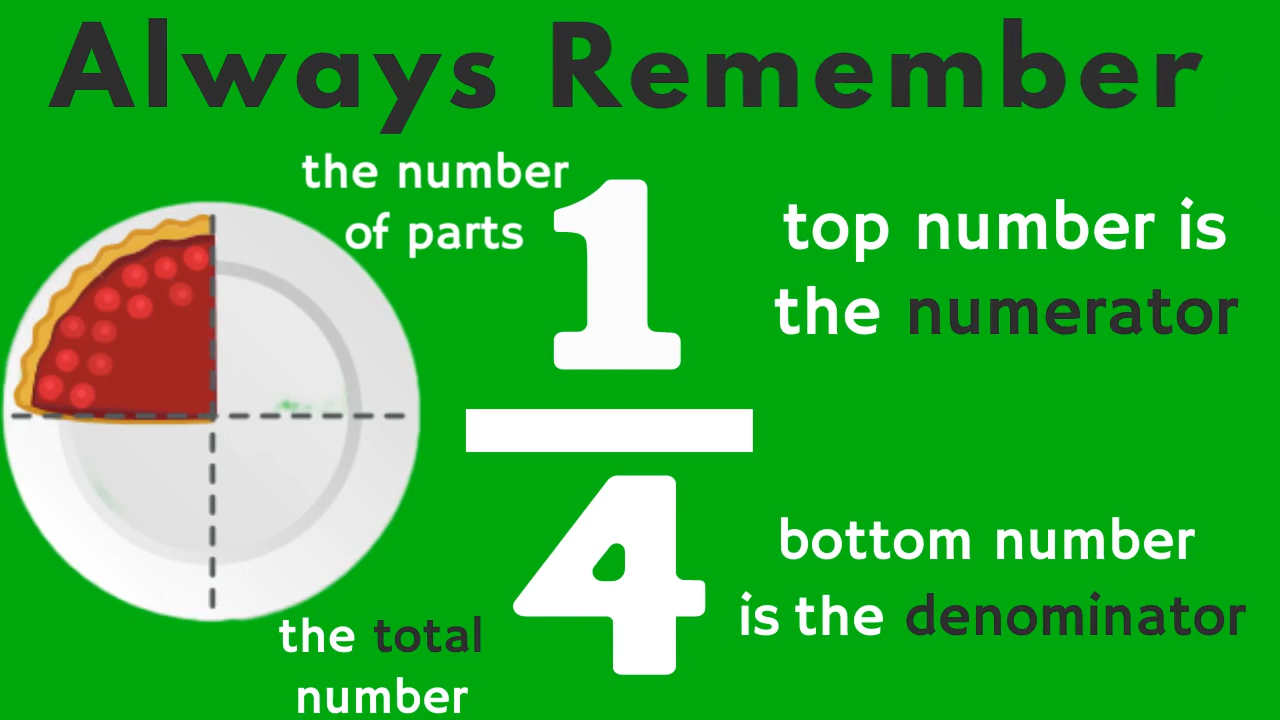 Always Remember
the number
of parts
1
4
top number is
the numerator
the total
number
bottom number
is the denominator